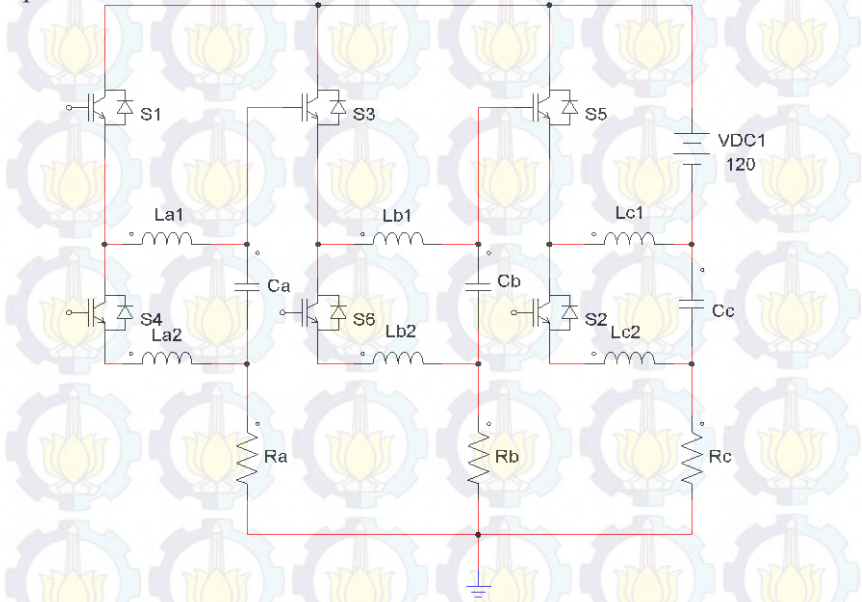 S1
S3
S5
VDC1
120
La1
Lb1
Lc1
Ca
Cb
Cc
S4
S6
S2
La2
Lb2
Lc2
Ra
Rb
Rc